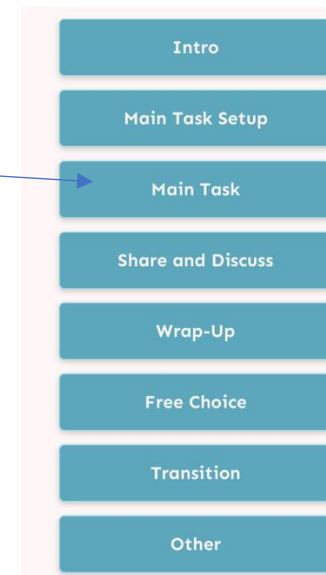 Intro
Main Task Setup
Main Task
Share and Discuss
Wrap-Up
Free Choice
Transition
Other